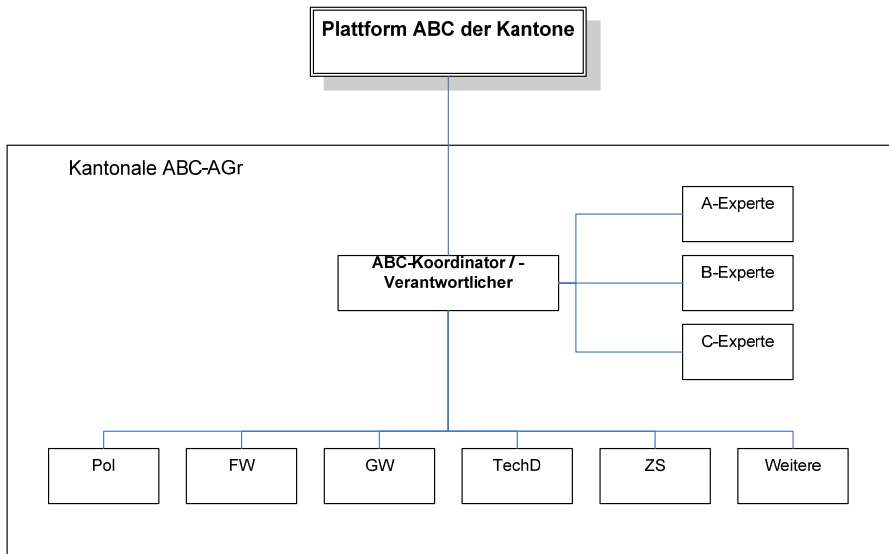 Plattform ABC der Kantone
Kantonale ABC-AGr
A-Experte
ABC-Koordinator / -
Verantwortlicher
B-Experte
C-Experte
Pol
FW
GW
TechD
ZS
Weitere